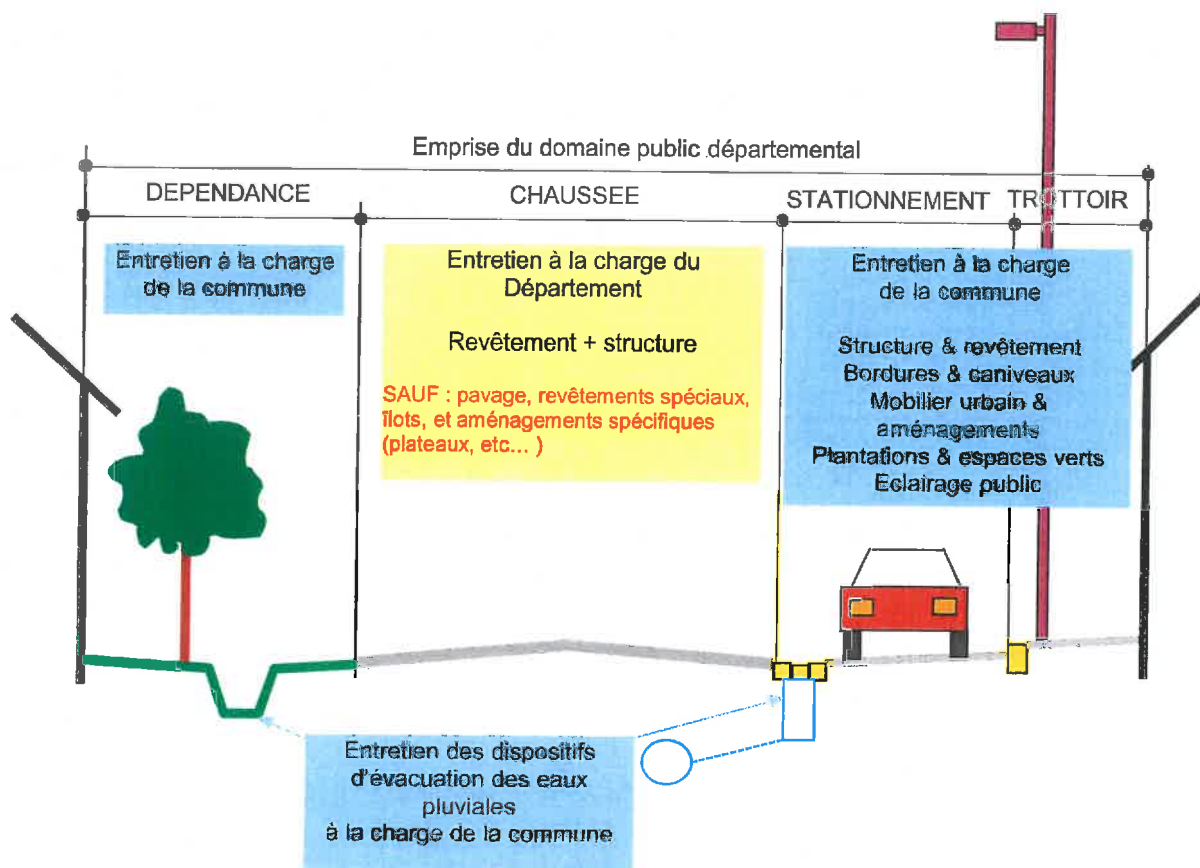 Emprise du domaine public départemental
DEPENDANCE
CHAUSSEE
STATIONNEMENT
TROTTOIR
Entretien à la charge
de la commune
Entretien à la charge du
Département
Revêtement + structure
SAUF : pavage, revêtements spéciaux,
îlots, et aménagements spécifiques
(plateaux, etc... )
Entretien à la charge
de la commune
Structure & revêtement
Bordures & caniveaux
Mobilier urbain &
aménagements
Plantations & espaces verts
Eclairage public
Entretien des dispositifs
d'évacuation des eaux
pluviales
à la charge de la commune